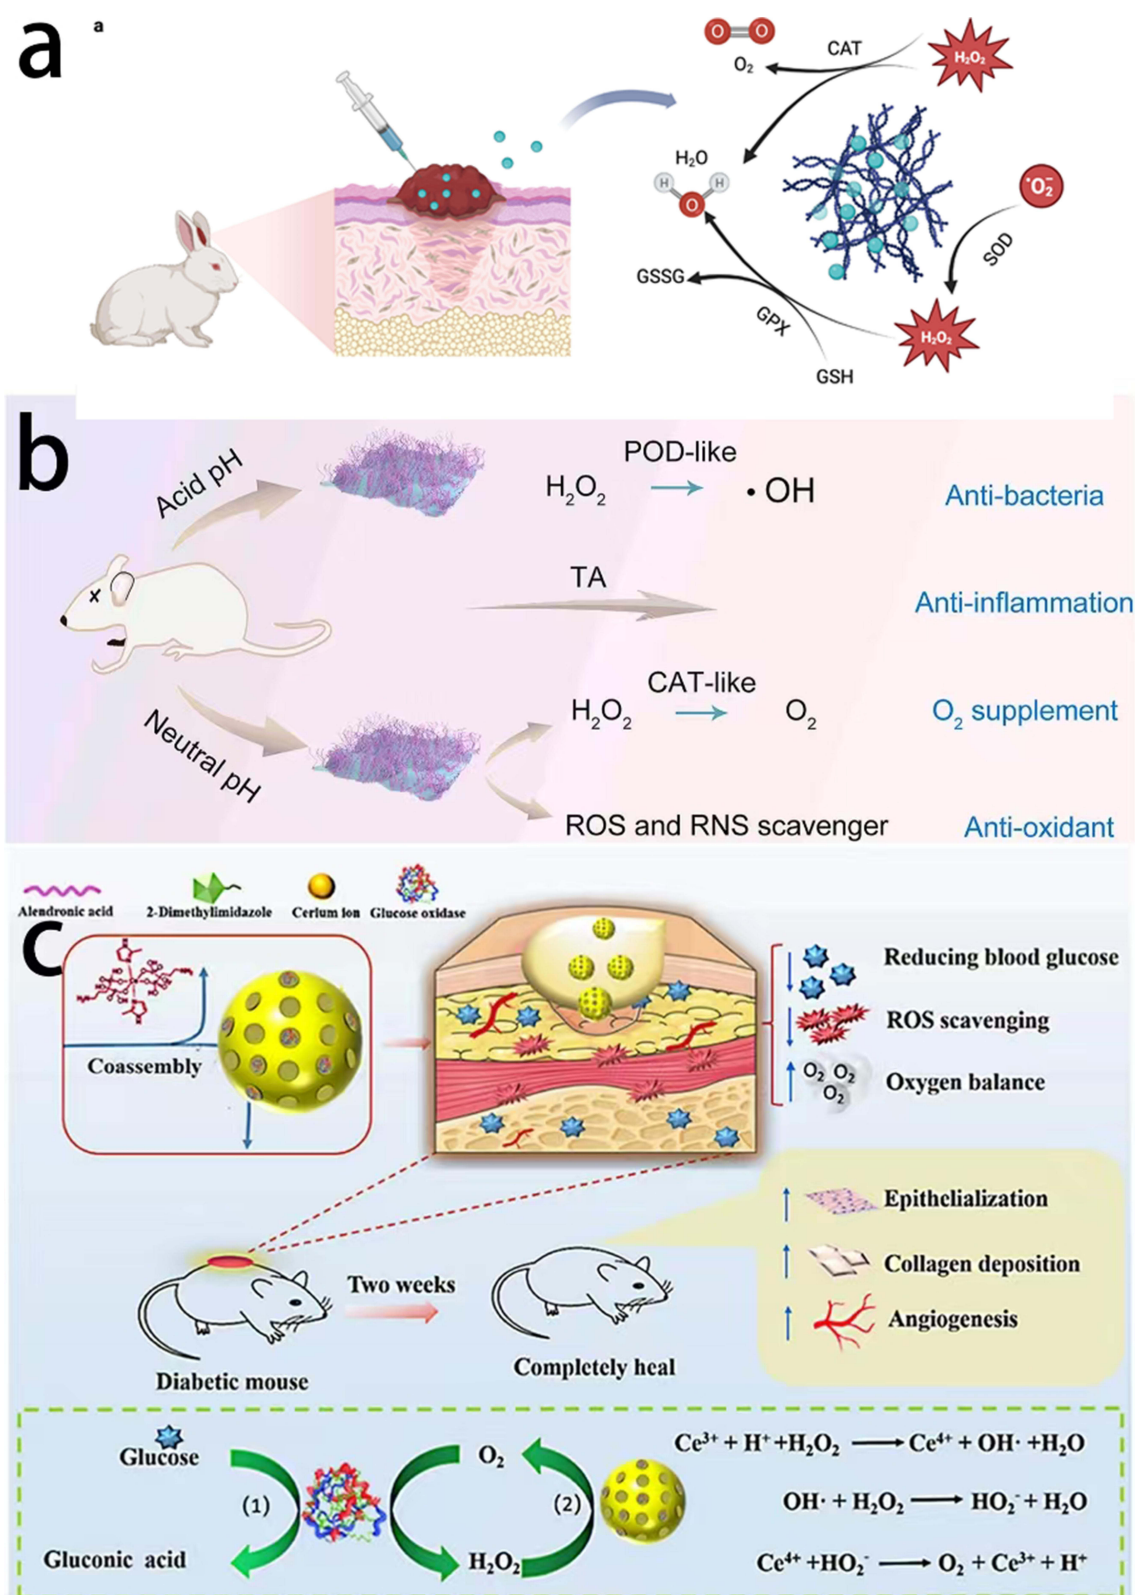 a
a
O O
O₂
CAT
H₂O₂
H₂O
H H
O
•O₂⁻
SOD
GSSG
GPX
H₂O₂
GSH
b
Acid pH
POD-like
H₂O₂
• OH
Anti-bacteria
TA
Anti-inflammation
CAT-like
H₂O₂
O₂
O₂ supplement
Neutral pH
ROS and RNS scavenger
Anti-oxidant
Alendronic acid
2-Dimethylimidazole
Cerium ion
Glucose oxidase
c
Coassembly
Reducing blood glucose
ROS scavenging
O₂ O₂
O₂
Oxygen balance
Epithelialization
Collagen deposition
Angiogenesis
Two weeks
Diabetic mouse
Completely heal
Glucose
(1)
Gluconic acid
O₂
(2)
H₂O₂
Ce³⁺ + H⁺ +H₂O₂ ⟶ Ce⁴⁺ + OH· +H₂O
OH· + H₂O₂ ⟶ HO₂⁻ + H₂O
Ce⁴⁺ +HO₂⁻ ⟶ O₂ + Ce³⁺ + H⁺